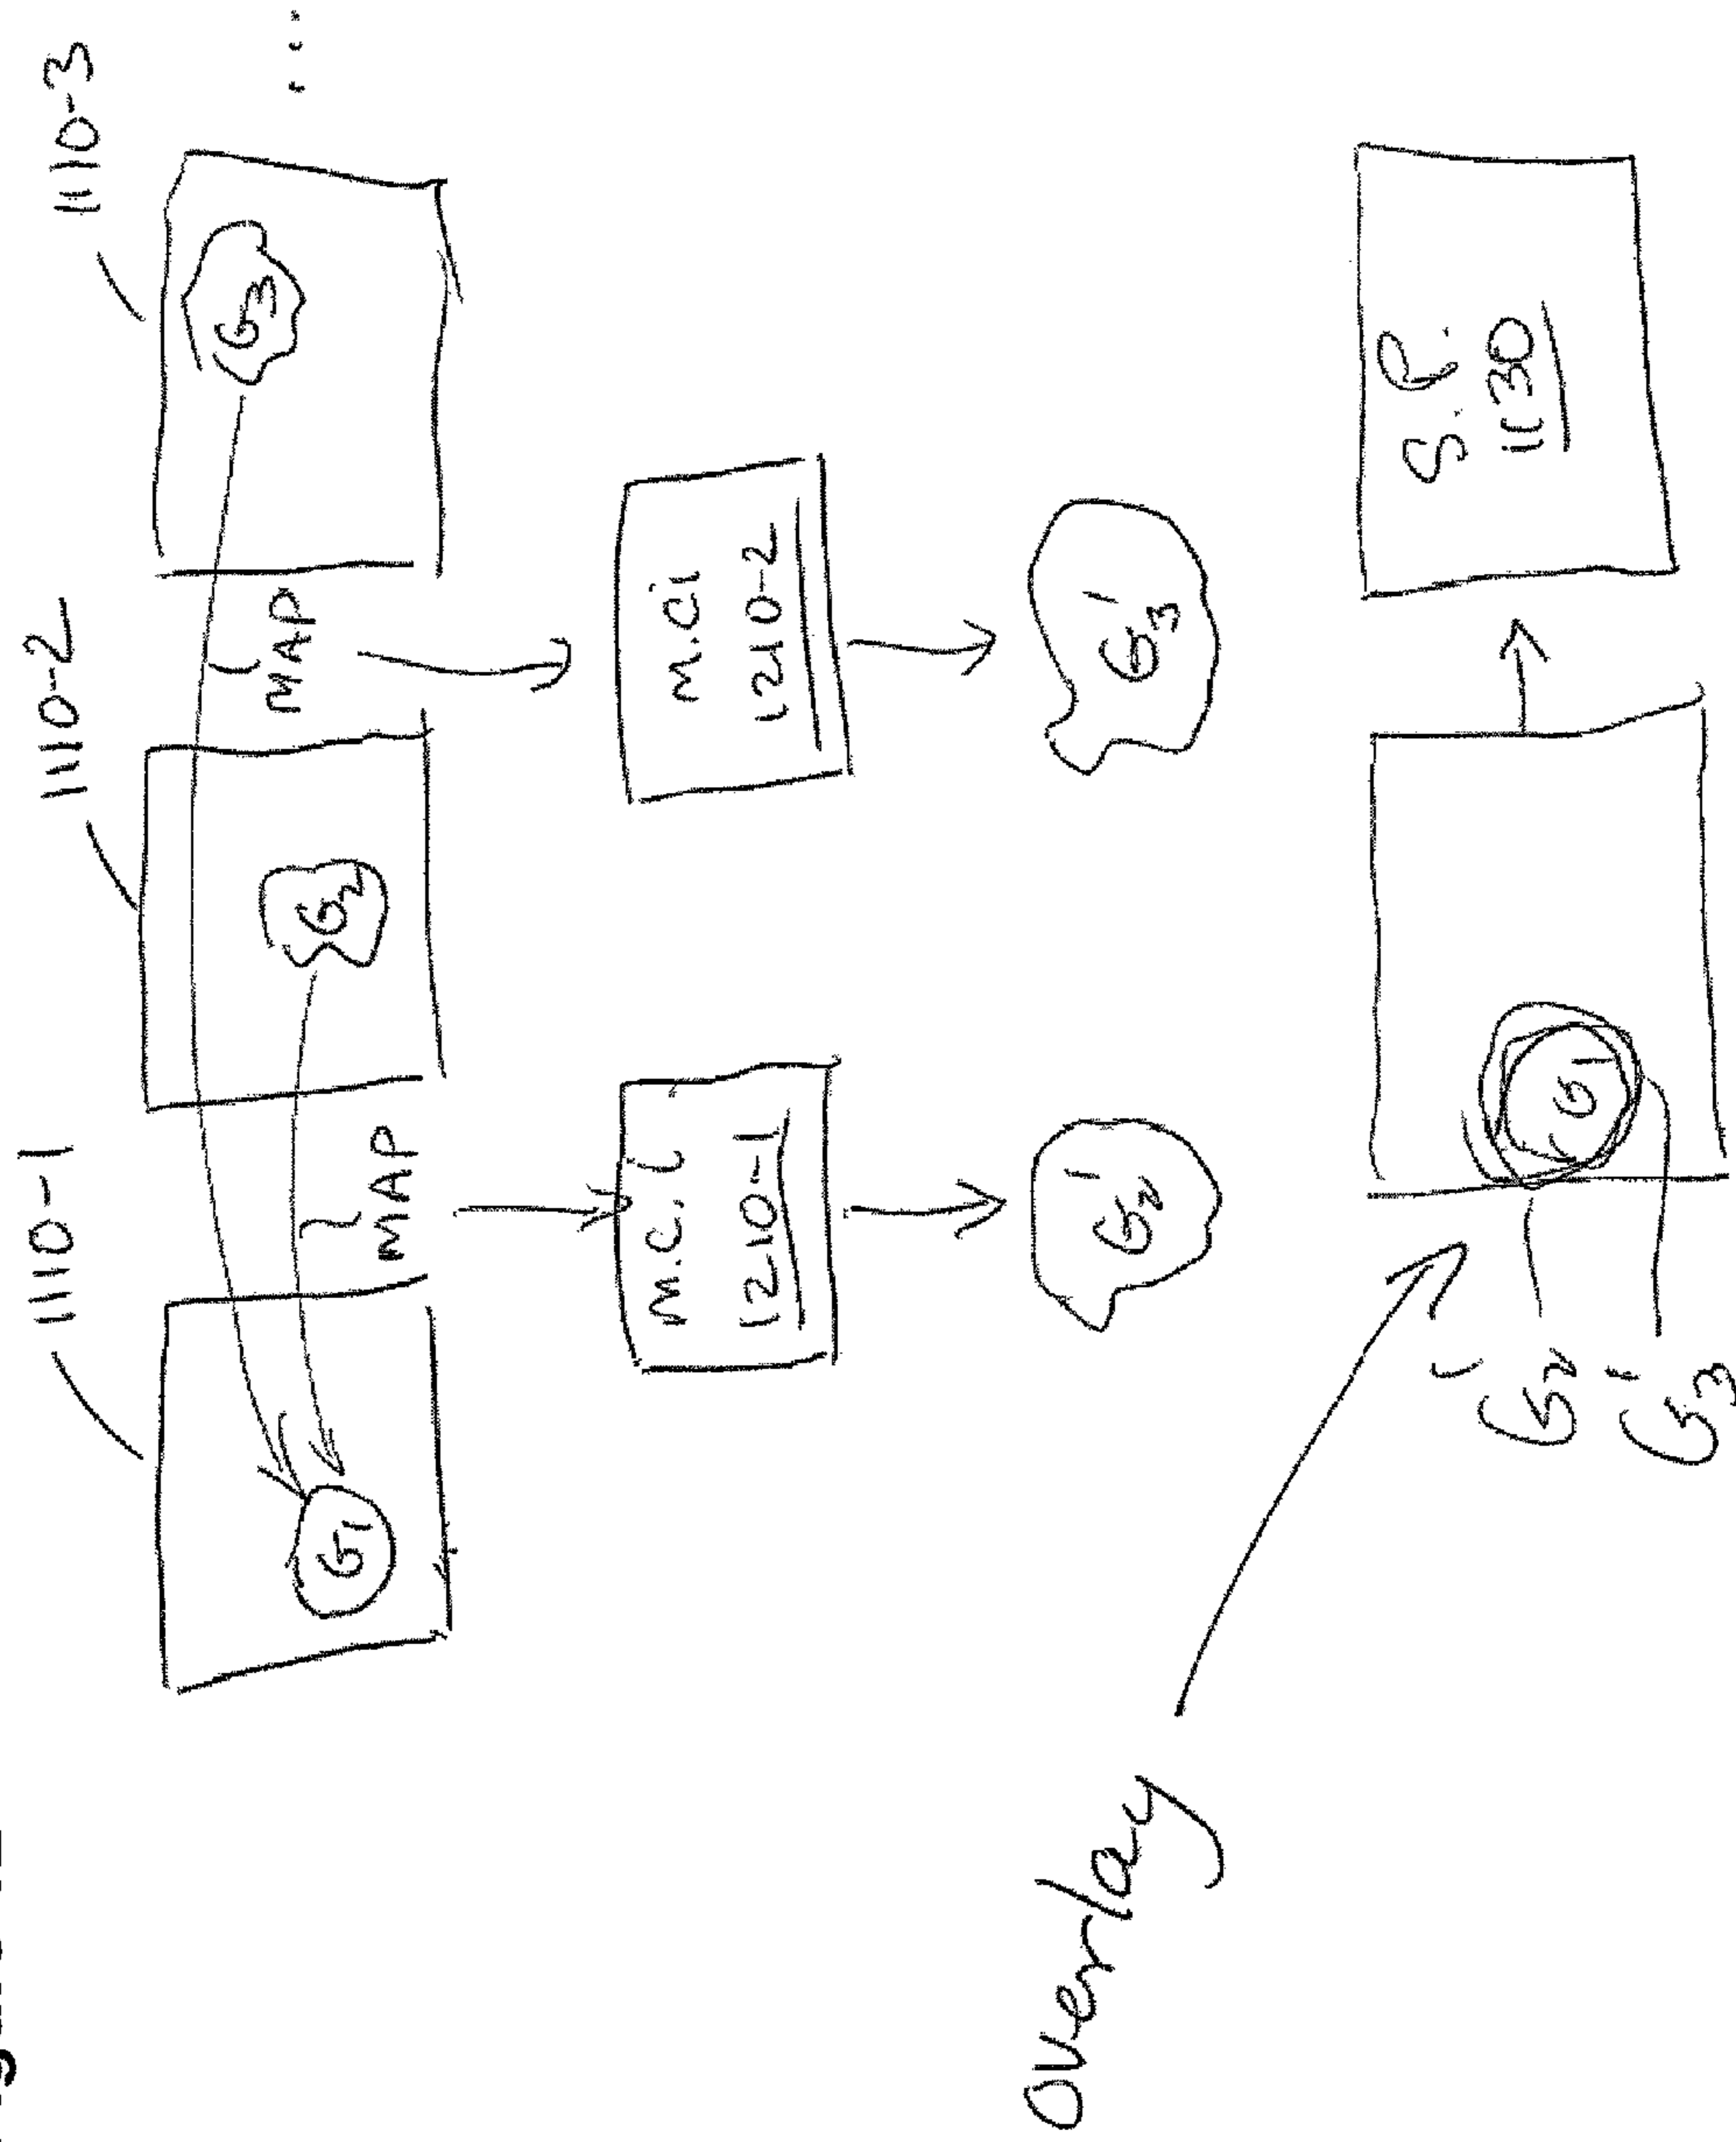 1110-1
1110-2
1110-3
...
G1
G2
G3
MAP
MAP
M.C.i
1210-1
M.Ci
1210-2
G2'
G3'
Overlay
G1
G2'
G3'
S.P.
1130